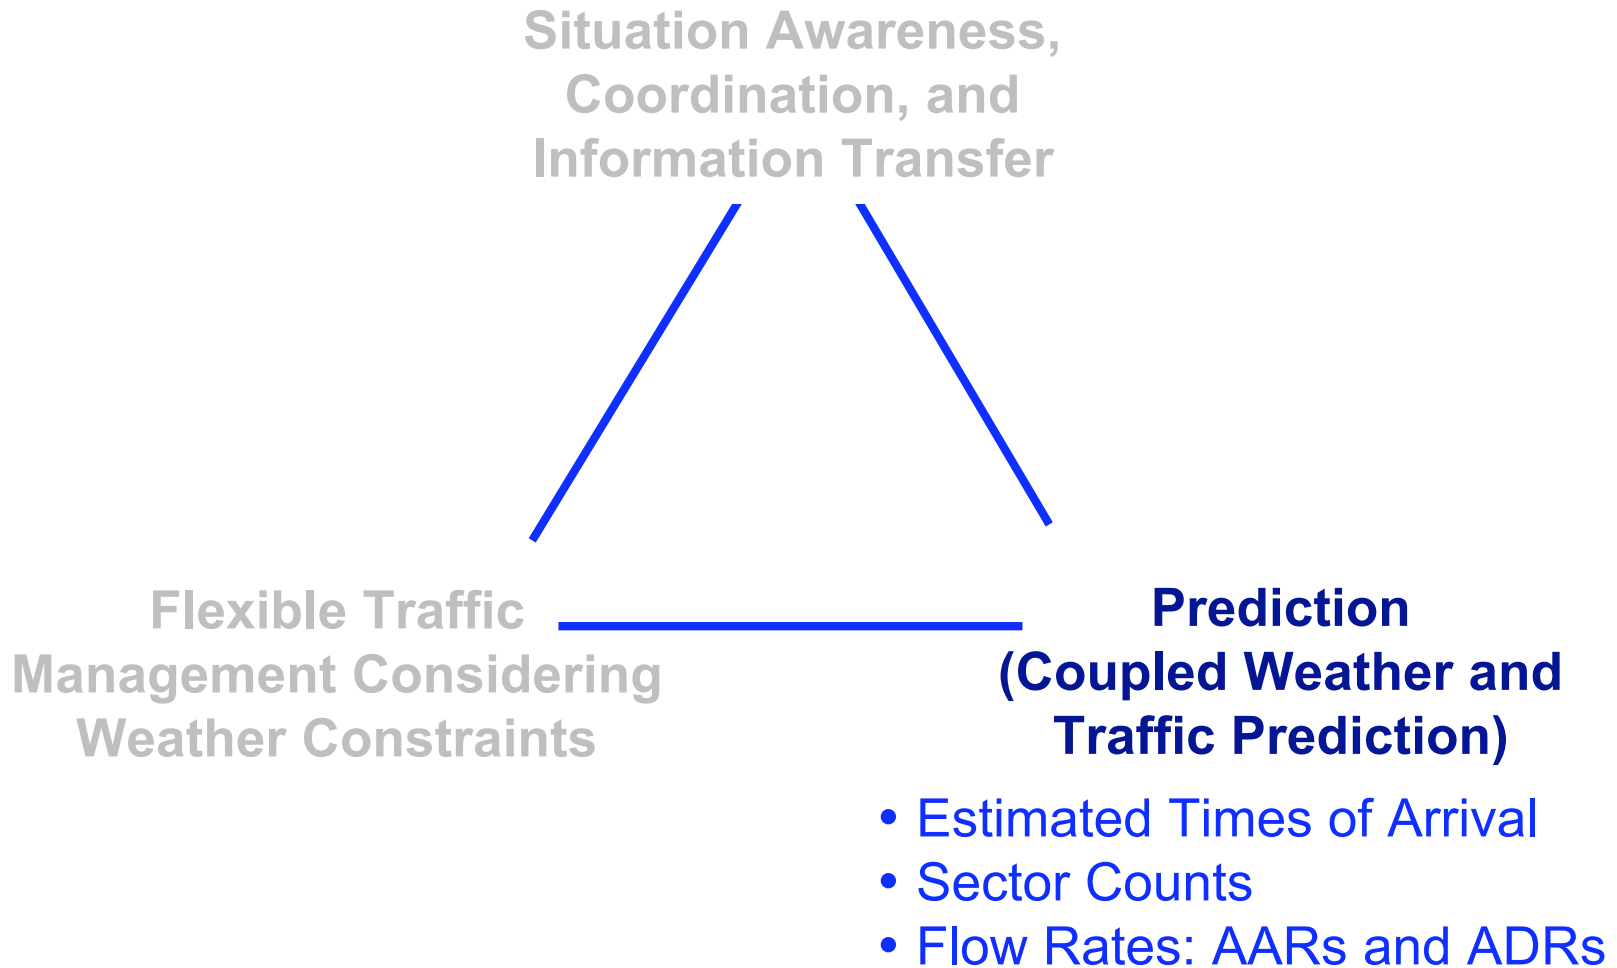 Situation Awareness,
Coordination, and
Information Transfer
Flexible Traffic
Management Considering
Weather Constraints
Prediction
(Coupled Weather and
Traffic Prediction)
• Estimated Times of Arrival
• Sector Counts
• Flow Rates: AARs and ADRs